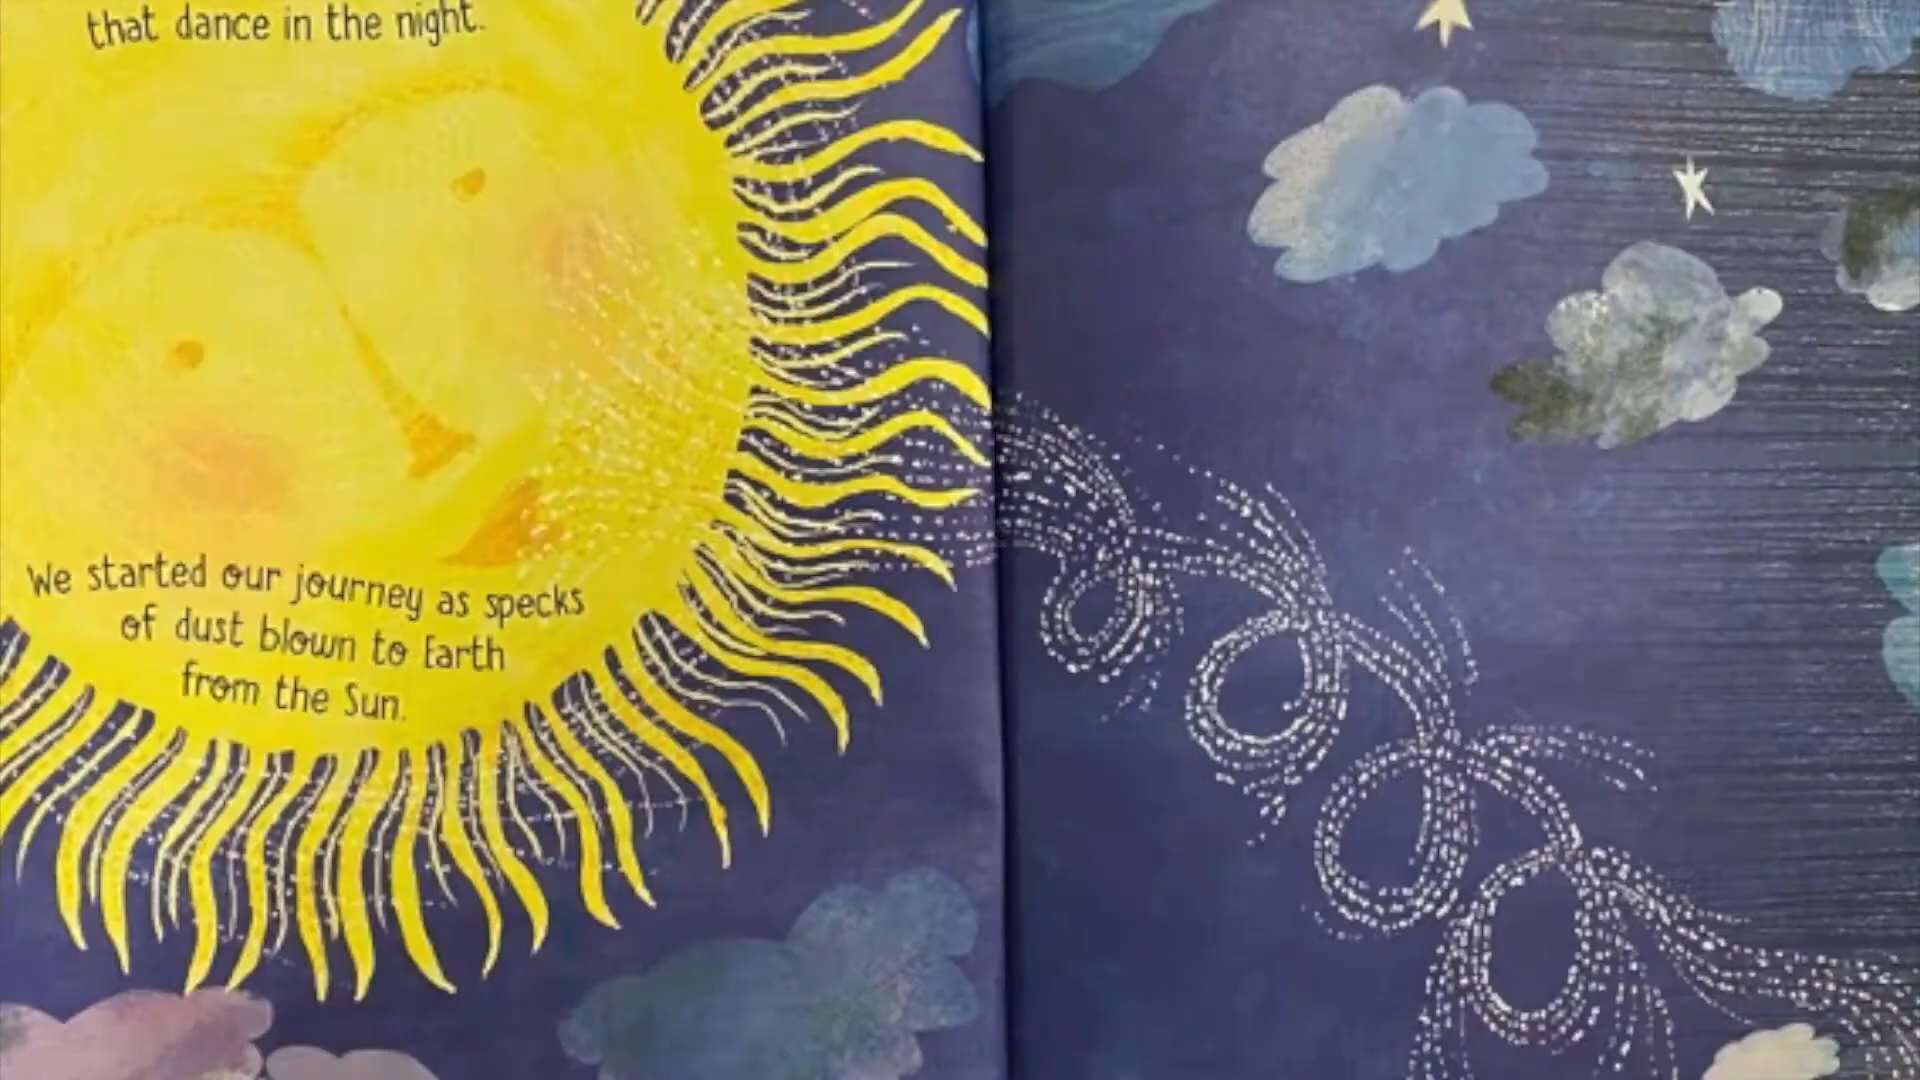 that dance in the night.
We started our journey as specks
of dust blown to Earth
from the Sun.